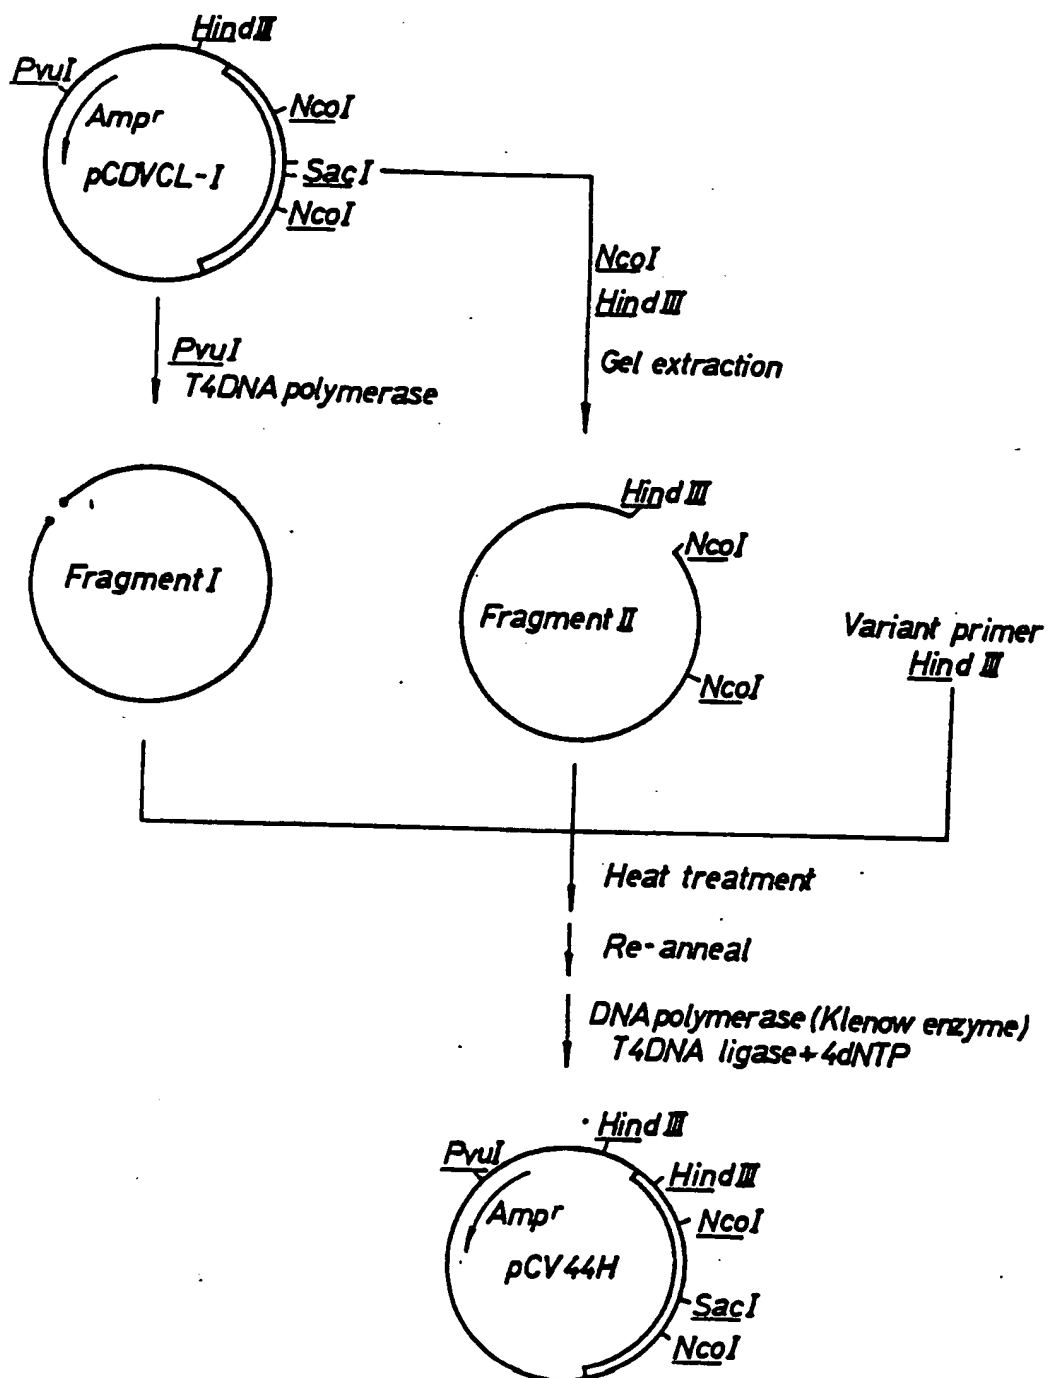 HindIII
PvuI
Ampr
pCDVCL-I
NcoI
SacI
NcoI
PvuI
T4DNA polymerase
NcoI
HindIII
Gel extraction
Fragment I
HindIII
NcoI
Fragment II
NcoI
Variant primer
HindIII
Heat treatment
Re-anneal
DNA polymerase (Klenow enzyme)
T4DNA ligase+4dNTP
HindIII
PvuI
HindIII
NcoI
Ampr
pCV44H
SacI
NcoI